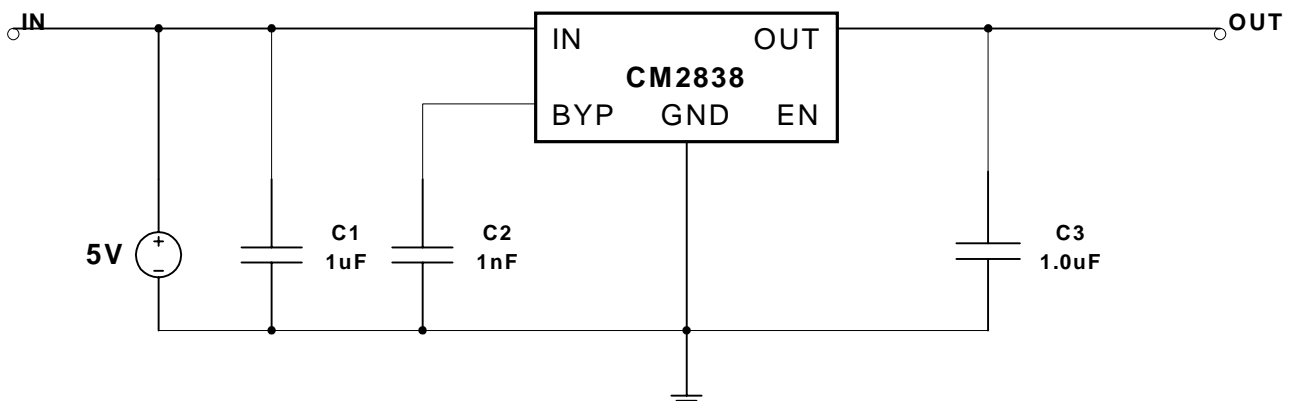 IN
OUT
IN OUT
CM2838
BYP GND EN
5V
+
−
C1
1uF
C2
1nF
C3
1.0uF